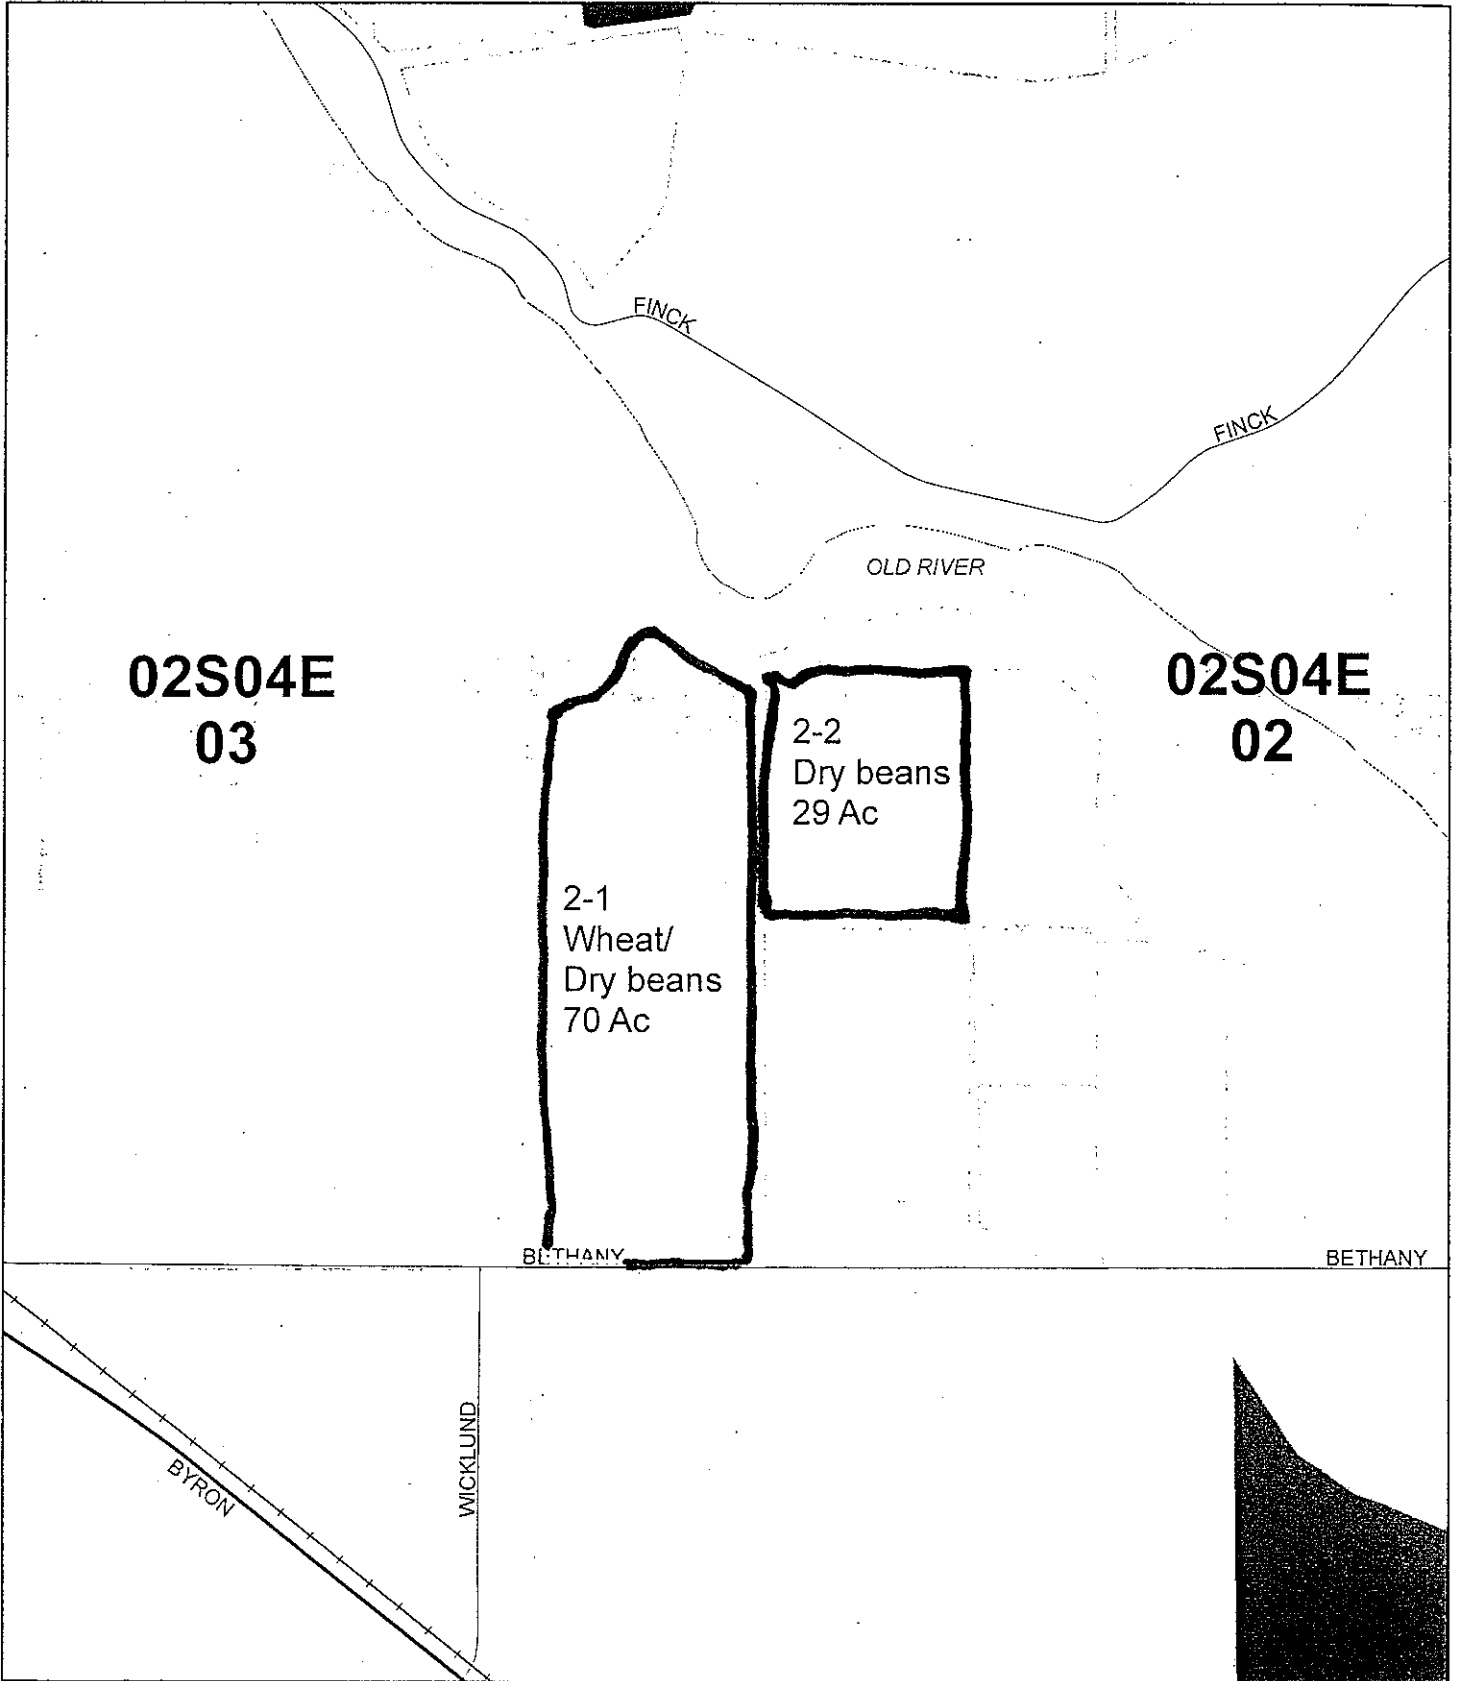 FINCK
FINCK
OLD RIVER
02S04E
03
02S04E
02
2-2
Dry beans
29 Ac
2-1
Wheat/
Dry beans
70 Ac
BETHANY
BETHANY
WICKLUND
BYRON